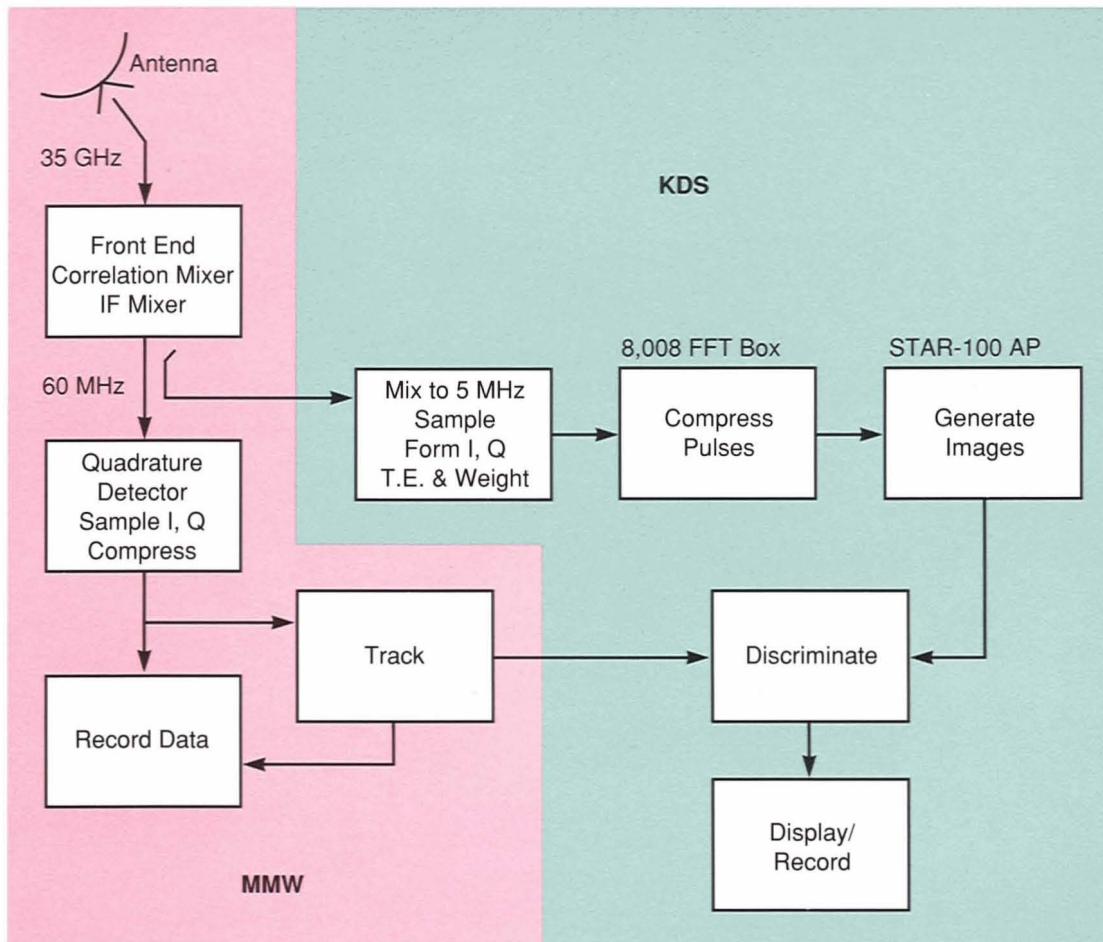 Antenna
35 GHz
KDS
Front End
Correlation Mixer
IF Mixer
60 MHz
8,008 FFT Box
STAR-100 AP
Mix to 5 MHz
Sample
Form I, Q
T.E. & Weight
Compress
Pulses
Generate
Images
Quadrature
Detector
Sample I, Q
Compress
Track
Discriminate
Record Data
Display/
Record
MMW